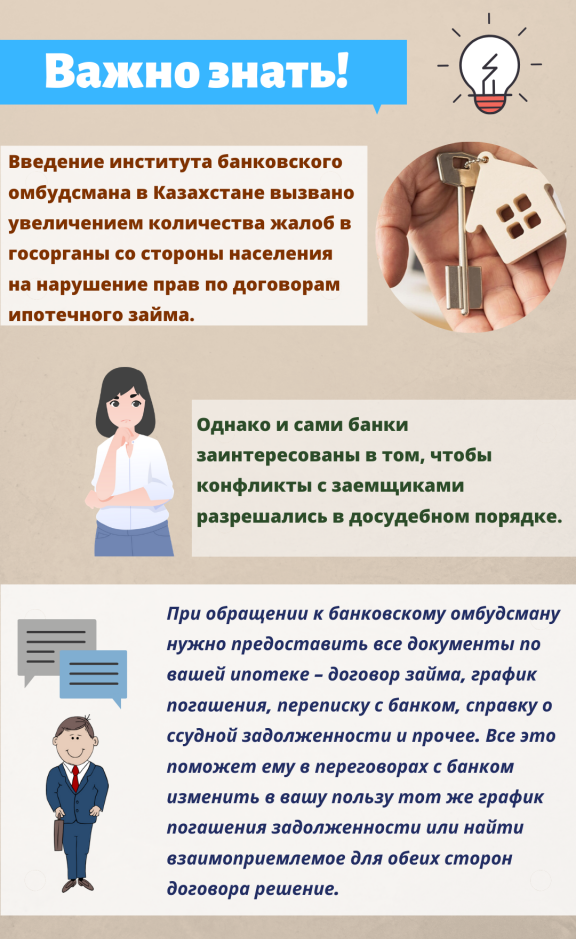 Важно знать!
Введение института банковского
омбудсмана в Казахстане вызвано
увеличением количества жалоб в
госорганы со стороны населения
на нарушение прав по договорам
ипотечного займа.
Однако и сами банки
заинтересованы в том, чтобы
конфликты с заемщиками
разрешались в досудебном порядке.
При обращении к банковскому омбудсману
нужно предоставить все документы по
вашей ипотеке – договор займа, график
погашения, переписку с банком, справку о
ссудной задолженности и прочее. Все это
поможет ему в переговорах с банком
изменить в вашу пользу тот же график
погашения задолженности или найти
взаимоприемлемое для обеих сторон
договора решение.